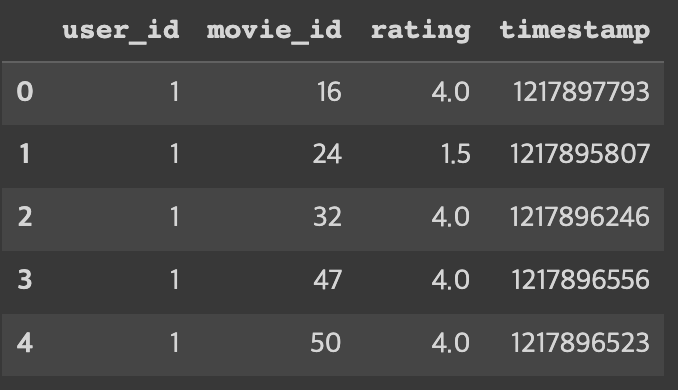 user_id movie_id rating timestamp
0 1 16 4.0 1217897793
1 1 24 1.5 1217895807
2 1 32 4.0 1217896246
3 1 47 4.0 1217896556
4 1 50 4.0 1217896523